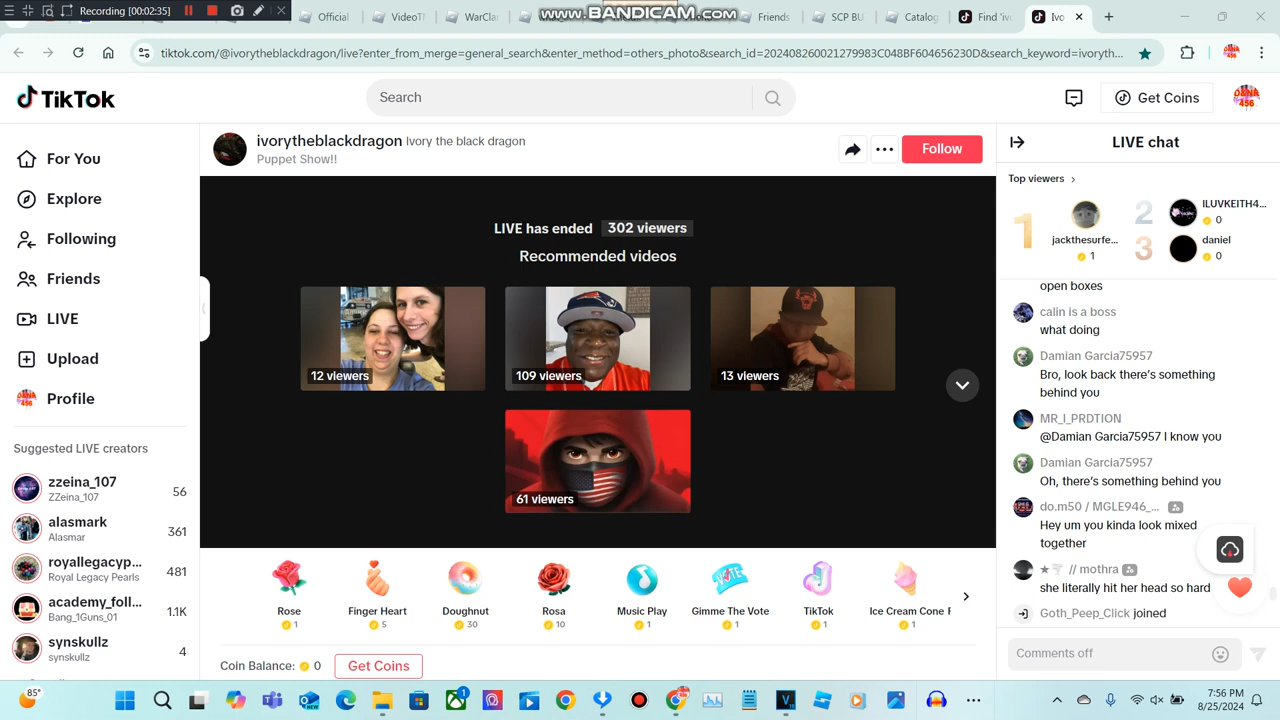 Recording [00:02:35]
www.BANDICAM.com
Official
VideoTh
WarCla
Friends
SCP BU
Catalog
Find 'iv
Ivo
tiktok.com/@ivorytheblackdragon/live?enter_from_merge=general_search&enter_method=others_photo&search_id=202408260021279983C048BF604656230D&search_keyword=ivoryth...
TikTok
Search
Get Coins
D&NA
456
For You
Explore
Following
Friends
LIVE
Upload
Profile
Suggested LIVE creators
zzeina_107
ZZeina_107
56
alasmark
Alasmar
361
royallegacyp...
Royal Legacy Pearls
481
academy_foll...
Bang_1Guns_01
1.1K
synskullz
synskullz
4
ivorytheblackdragon Ivory the black dragon
Puppet Show!!
Follow
LIVE has ended 302 viewers
Recommended videos
12 viewers
109 viewers
13 viewers
61 viewers
Rose
1
Finger Heart
5
Doughnut
30
Rosa
10
Music Play
1
Gimme The Vote
1
TikTok
1
Ice Cream Cone F
1
Coin Balance: 0
Get Coins
LIVE chat
Top viewers
1
jackthesurfe...
1
2
ILUVKEITH4...
0
3
daniel
0
open boxes
calin is a boss
what doing
Damian Garcia75957
Bro, look back there's something
behind you
MR_I_PRDTION
@Damian Garcia75957 I know you
Damian Garcia75957
Oh, there's something behind you
do.m50 / MGLE946_...
Hey um you kinda look mixed
together
// mothra
she literally hit her head so hard
Goth_Peep_Click joined
Comments off
85°
7:56 PM
8/25/2024